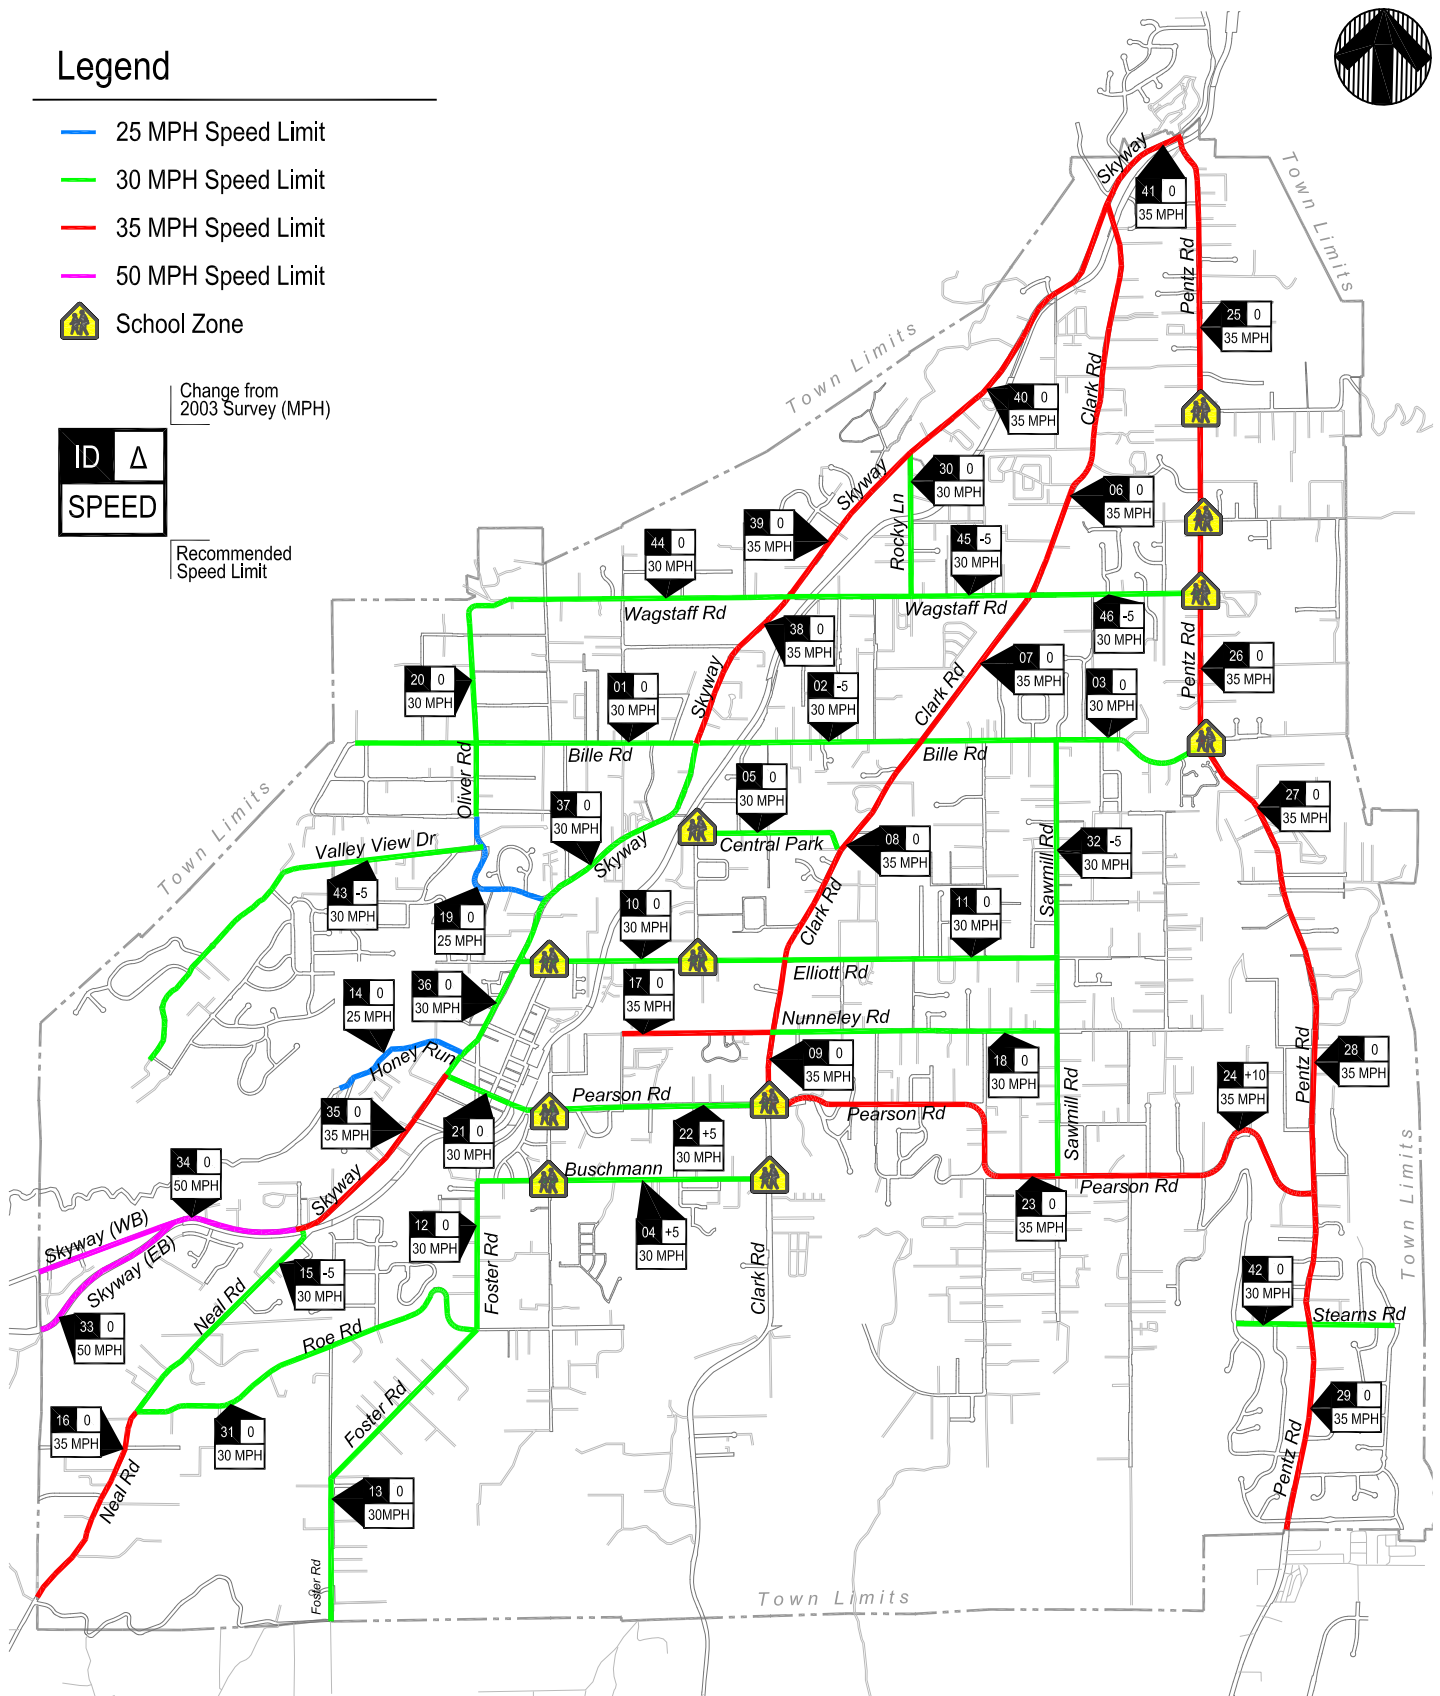 Legend
25 MPH Speed Limit
30 MPH Speed Limit
35 MPH Speed Limit
50 MPH Speed Limit
School Zone
Change from
2003 Survey (MPH)
ID Δ
SPEED
Recommended
Speed Limit
Skyway
Town Limits
41 0
35 MPH
Pentz Rd
25 0
35 MPH
Town Limits
Clark Rd
40 0
35 MPH
Skyway
30 0
30 MPH
06 0
35 MPH
Rocky Ln
39 0
35 MPH
44 0
30 MPH
45 -5
30 MPH
Wagstaff Rd
Wagstaff Rd
46 -5
30 MPH
38 0
35 MPH
Pentz Rd
26 0
35 MPH
07 0
35 MPH
20 0
30 MPH
01 0
30 MPH
Skyway
02 -5
30 MPH
Clark Rd
03 0
30 MPH
Bille Rd
Bille Rd
Oliver Rd
05 0
30 MPH
27 0
35 MPH
Town Limits
37 0
30 MPH
Valley View Dr
Skyway
Central Park
08 0
35 MPH
Sawmill Rd
32 -5
30 MPH
43 -5
30 MPH
19 0
25 MPH
10 0
30 MPH
Clark Rd
11 0
30 MPH
Elliott Rd
14 0
25 MPH
36 0
30 MPH
17 0
35 MPH
Nunneley Rd
Honey Run
09 0
35 MPH
18 0
30 MPH
Pentz Rd
28 0
35 MPH
24 +10
35 MPH
Pearson Rd
Pearson Rd
35 0
35 MPH
21 0
30 MPH
22 +5
30 MPH
Sawmill Rd
34 0
50 MPH
Buschmann
Pearson Rd
Town Limits
Skyway
23 0
35 MPH
Skyway (WB)
12 0
30 MPH
04 +5
30 MPH
Skyway (EB)
15 -5
30 MPH
Foster Rd
Clark Rd
42 0
30 MPH
Neal Rd
Stearns Rd
33 0
50 MPH
Roe Rd
16 0
35 MPH
31 0
30 MPH
Foster Rd
29 0
35 MPH
Pentz Rd
Neal Rd
13 0
30MPH
Foster Rd
Town Limits